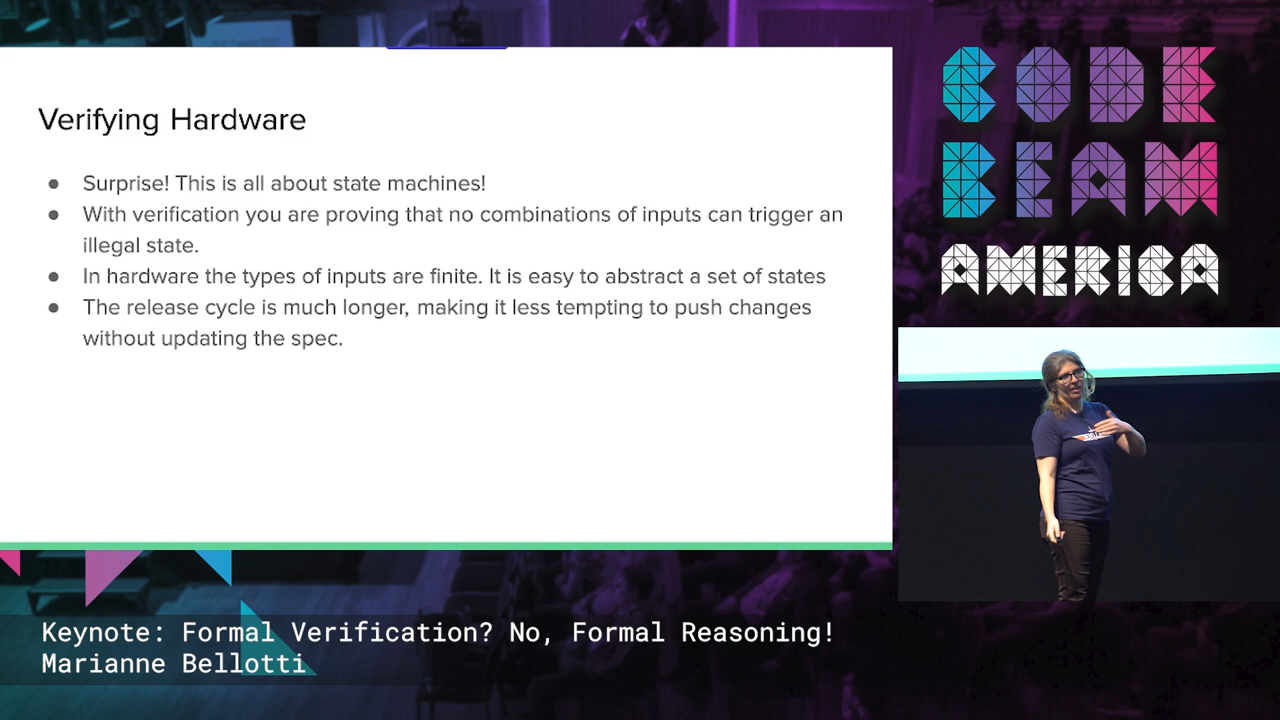 Verifying Hardware
● Surprise! This is all about state machines!
● With verification you are proving that no combinations of inputs can trigger an
illegal state.
● In hardware the types of inputs are finite. It is easy to abstract a set of states
● The release cycle is much longer, making it less tempting to push changes
without updating the spec.
CODE
BEAM
AMERICA
Keynote: Formal Verification? No, Formal Reasoning!
Marianne Bellotti